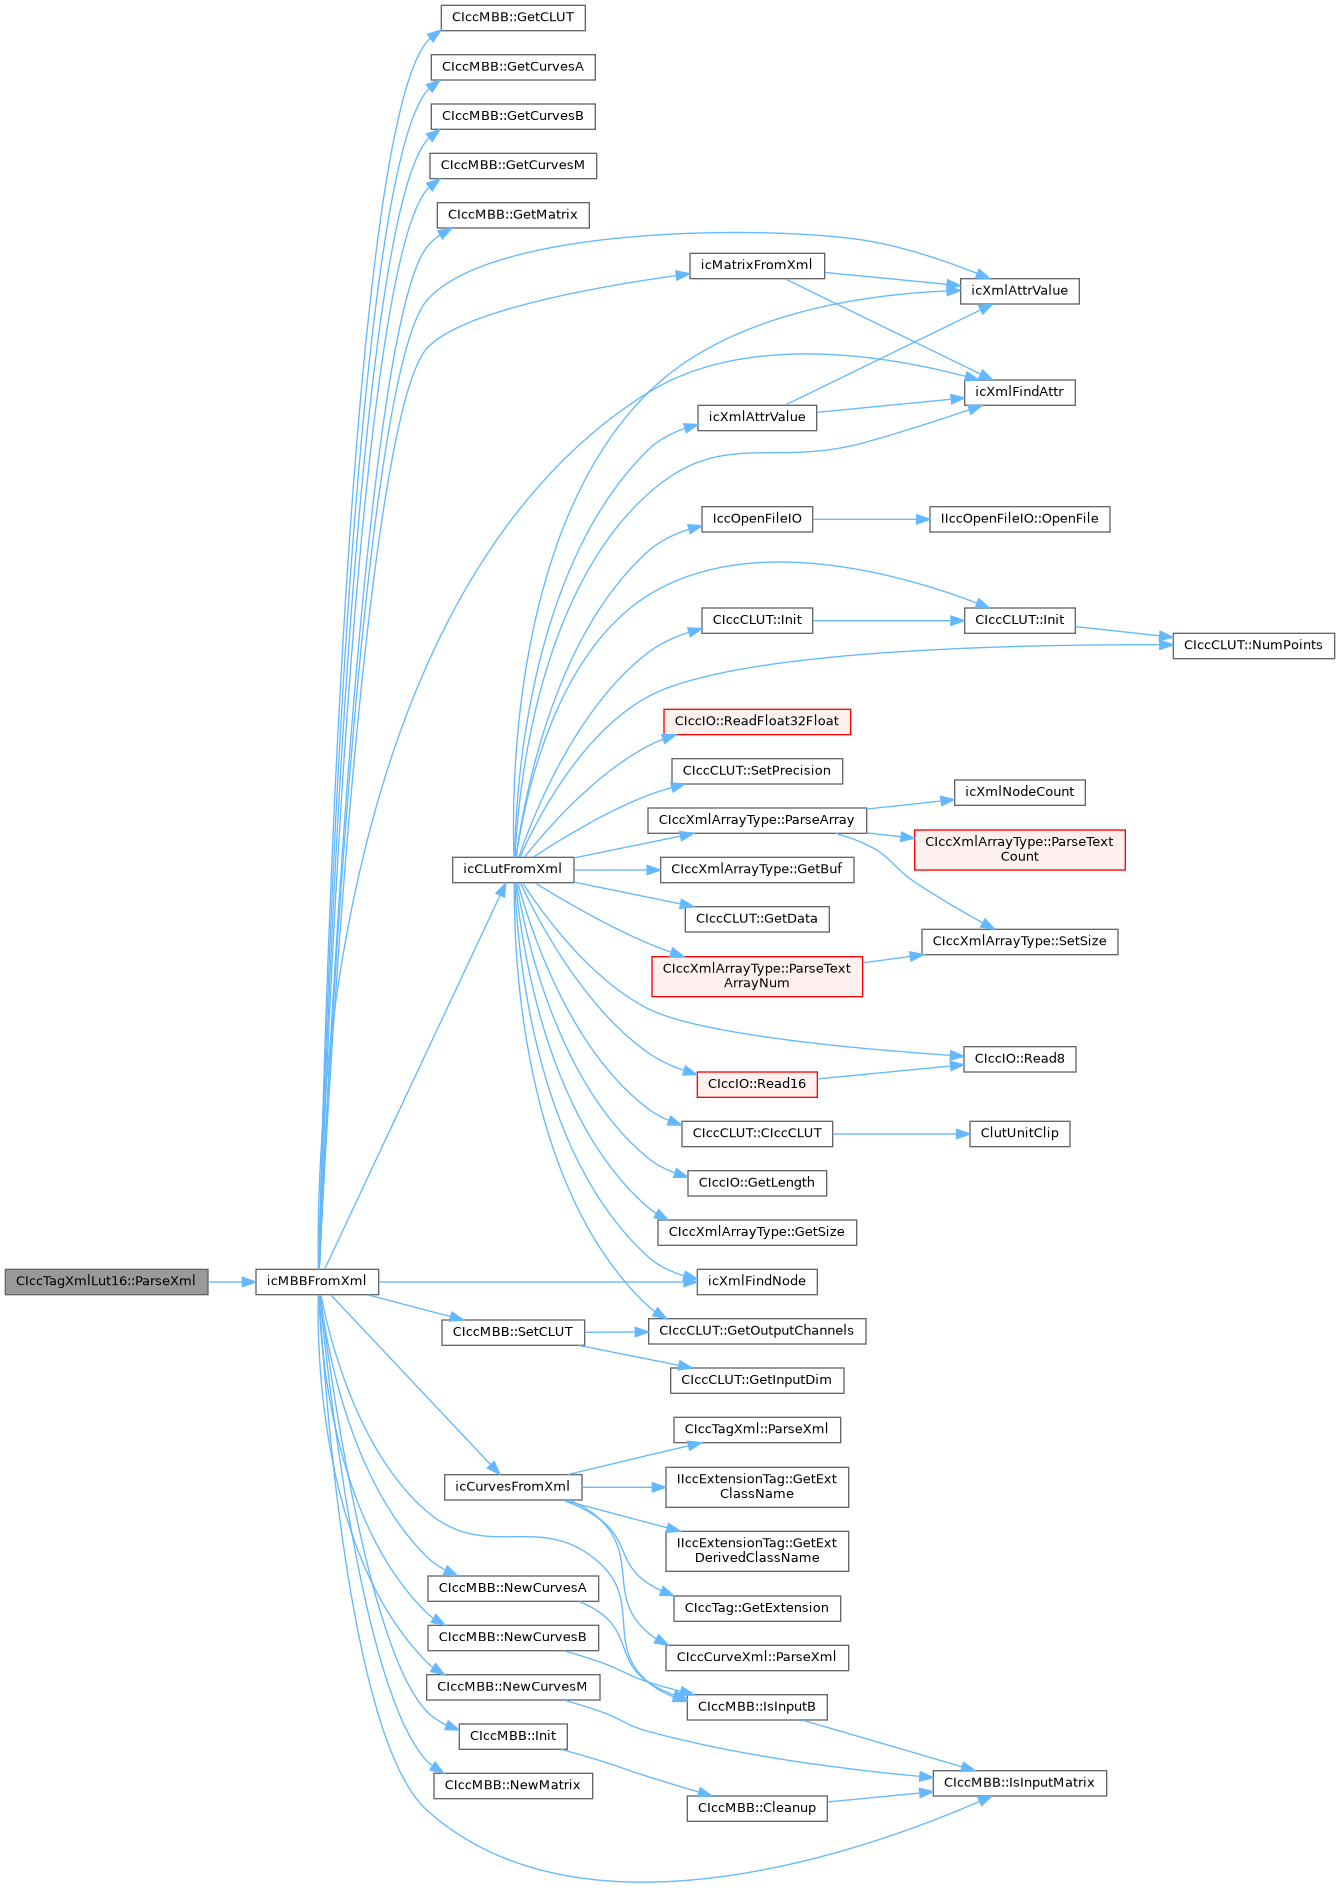 CIccMBB::GetCLUT
CIccMBB::GetCurvesA
CIccMBB::GetCurvesB
CIccMBB::GetCurvesM
CIccMBB::GetMatrix
icMatrixFromXml
icXmlAttrValue
icXmlFindAttr
icXmlAttrValue
IccOpenFileIO
IIccOpenFileIO::OpenFile
CIccCLUT::Init
CIccCLUT::Init
CIccCLUT::NumPoints
CIccIO::ReadFloat32Float
CIccCLUT::SetPrecision
icXmlNodeCount
CIccXmlArrayType::ParseArray
CIccXmlArrayType::ParseText
Count
icCLutFromXml
CIccXmlArrayType::GetBuf
CIccCLUT::GetData
CIccXmlArrayType::SetSize
CIccXmlArrayType::ParseText
ArrayNum
CIccIO::Read8
CIccIO::Read16
CIccCLUT::CIccCLUT
ClutUnitClip
CIccIO::GetLength
CIccXmlArrayType::GetSize
CIccTagXmlLut16::ParseXml
icMBBFromXml
icXmlFindNode
CIccMBB::SetCLUT
CIccCLUT::GetOutputChannels
CIccCLUT::GetInputDim
CIccTagXml::ParseXml
icCurvesFromXml
IIccExtensionTag::GetExt
ClassName
IIccExtensionTag::GetExt
DerivedClassName
CIccMBB::NewCurvesA
CIccTag::GetExtension
CIccMBB::NewCurvesB
CIccCurveXml::ParseXml
CIccMBB::NewCurvesM
CIccMBB::IsInputB
CIccMBB::Init
CIccMBB::NewMatrix
CIccMBB::IsInputMatrix
CIccMBB::Cleanup